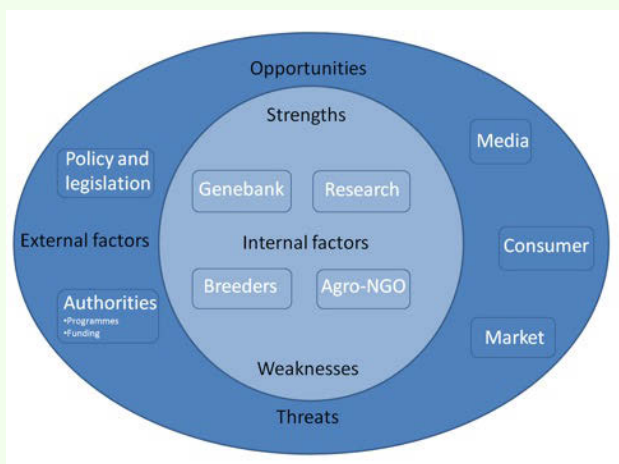 Opportunities
Strengths
Policy and
legislation
Media
Genebank
Research
External factors
Internal factors
Consumer
Breeders
Agro-NGO
Authorities
•Programmes
•Funding
Market
Weaknesses
Threats